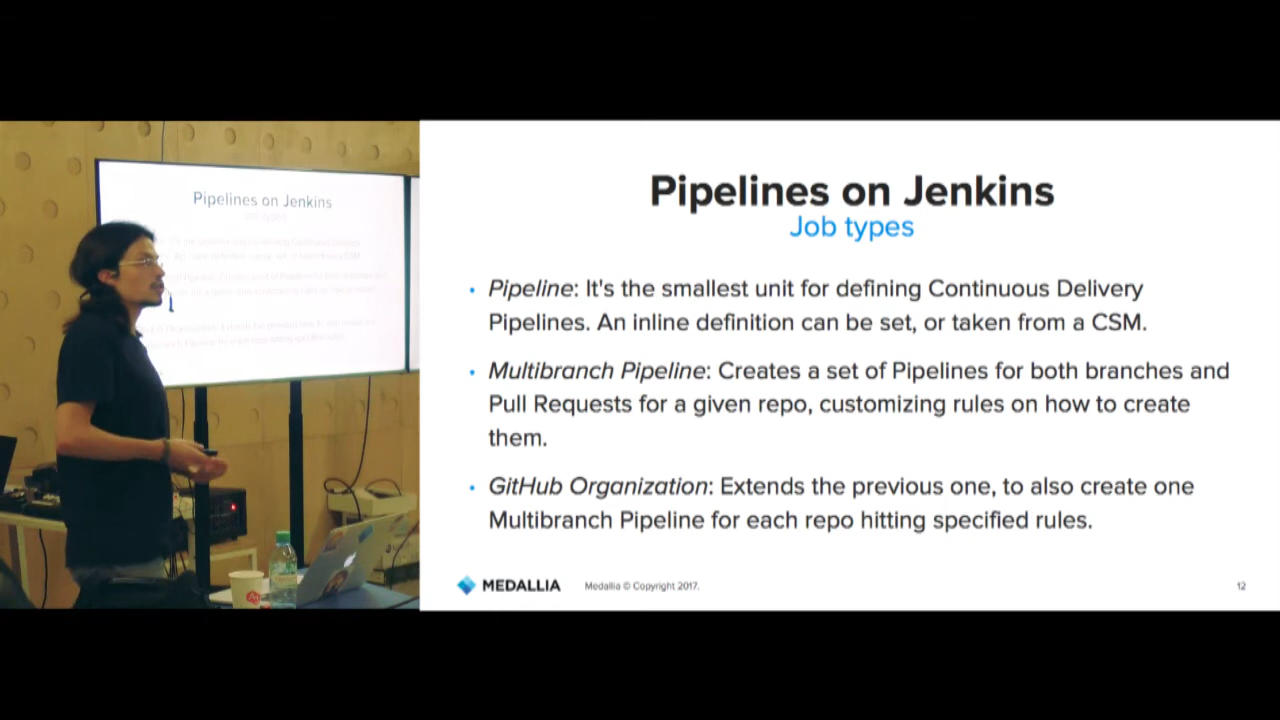 Pipelines on Jenkins
Pipelines on Jenkins
Job types
• Pipeline: It's the smallest unit for defining Continuous Delivery
Pipelines. An inline definition can be set, or taken from a CSM.
• Multibranch Pipeline: Creates a set of Pipelines for both branches and
Pull Requests for a given repo, customizing rules on how to create
them.
• GitHub Organization: Extends the previous one, to also create one
Multibranch Pipeline for each repo hitting specified rules.
MEDALLIA
Medallia © Copyright 2017.
12